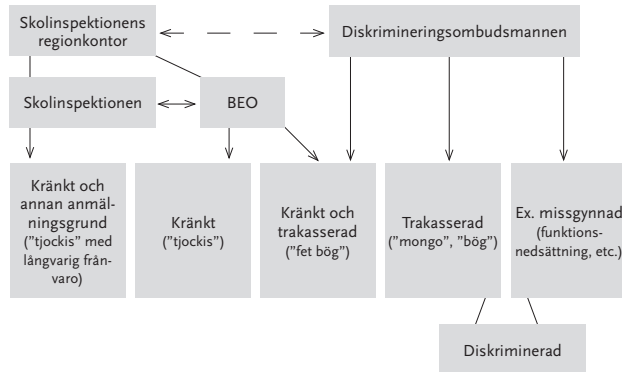 Skolinspektionens
regionkontor
Diskrimineringsombudsmannen
Skolinspektionen
BEO
Kränkt och
annan anmäl-
ningsgrund
("tjockis" med
långvarig från-
varo)
Kränkt
("tjockis")
Kränkt och
trakasserad
("fet bög")
Trakasserad
("mongo", "bög")
Ex. missgynnad
(funktions-
nedsättning, etc.)
Diskriminerad